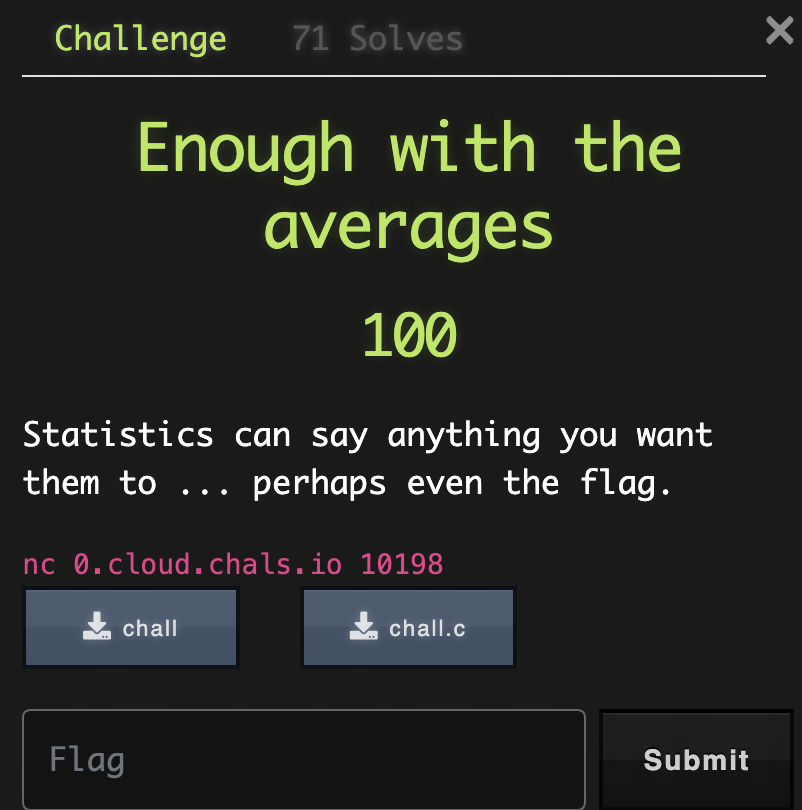 Challenge 71 Solves
Enough with the
averages
100
Statistics can say anything you want
them to ... perhaps even the flag.
nc 0.cloud.chals.io 10198
chall chall.c
Flag Submit